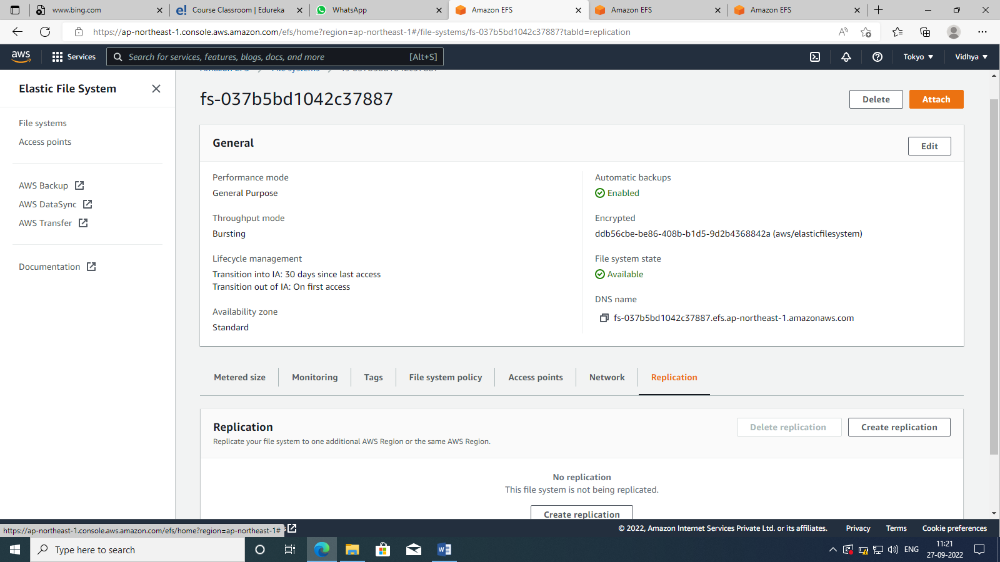 www.bing.com
Course Classroom | Edureka
WhatsApp
Amazon EFS
Amazon EFS
Amazon EFS
https://ap-northeast-1.console.aws.amazon.com/efs/home?region=ap-northeast-1#/file-systems/fs-037b5bd1042c37887?tabId=replication
aws
Services
Search for services, features, blogs, docs, and more [Alt+S]
Tokyo
Vidhya
Elastic File System
File systems
Access points
AWS Backup
AWS DataSync
AWS Transfer
Documentation
Amazon EFS File systems fs-037b5bd1042c37887
fs-037b5bd1042c37887
Delete
Attach
General
Edit
Performance mode
General Purpose
Throughput mode
Bursting
Lifecycle management
Transition into IA: 30 days since last access
Transition out of IA: On first access
Availability zone
Standard
Automatic backups
Enabled
Encrypted
ddb56cbe-be86-408b-b1d5-9d2b4368842a (aws/elasticfilesystem)
File system state
Available
DNS name
fs-037b5bd1042c37887.efs.ap-northeast-1.amazonaws.com
Metered size
Monitoring
Tags
File system policy
Access points
Network
Replication
Replication
Replicate your file system to one additional AWS Region or the same AWS Region.
Delete replication
Create replication
No replication
This file system is not being replicated.
Create replication
https://ap-northeast-1.console.aws.amazon.com/efs/home?region=ap-northeast-1#
© 2022, Amazon Internet Services Private Ltd. or its affiliates.
Privacy
Terms
Cookie preferences
Type here to search
ENG
11:21
27-09-2022